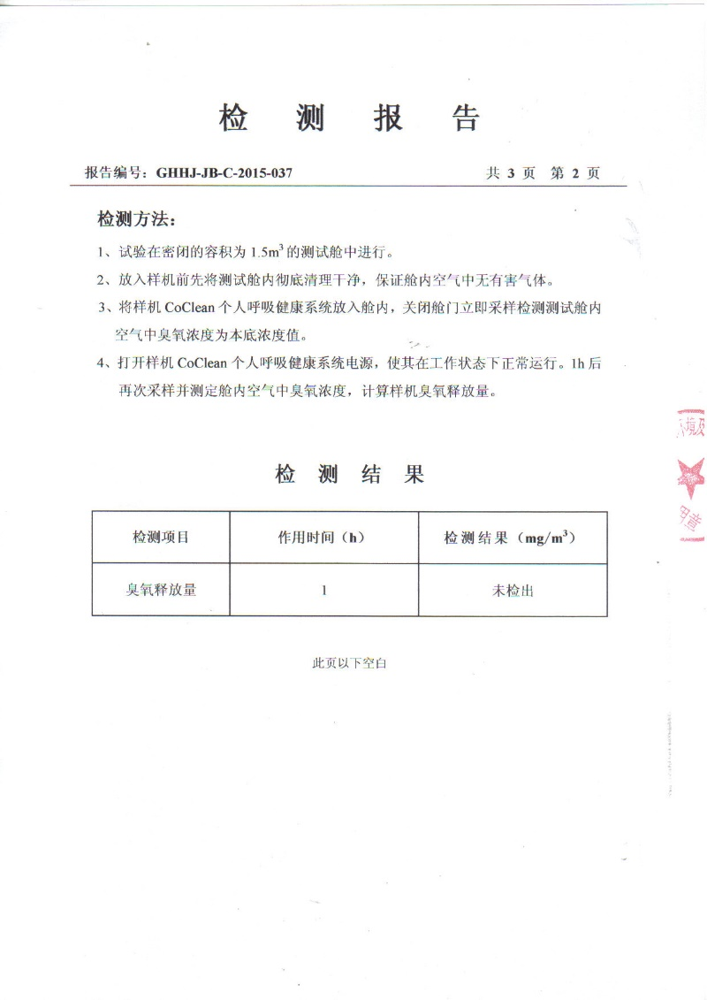 检测报告
报告编号：GHHJ-JB-C-2015-037 共 3 页 第 2 页
检测方法：
1、试验在密闭的容积为 1.5m³的测试舱中进行。
2、放入样机前先将测试舱内彻底清理干净，保证舱内空气中无有害气体。
3、将样机 CoClean 个人呼吸健康系统放入舱内，关闭舱门立即采样检测测试舱内
空气中臭氧浓度为本底浓度值。
4、打开样机 CoClean 个人呼吸健康系统电源，使其在工作状态下正常运行。1h 后
再次采样并测定舱内空气中臭氧浓度，计算样机臭氧释放量。
检测结果
检测项目 作用时间（h） 检测结果（mg/m³）
臭氧释放量 1 未检出
此页以下空白
境及
章